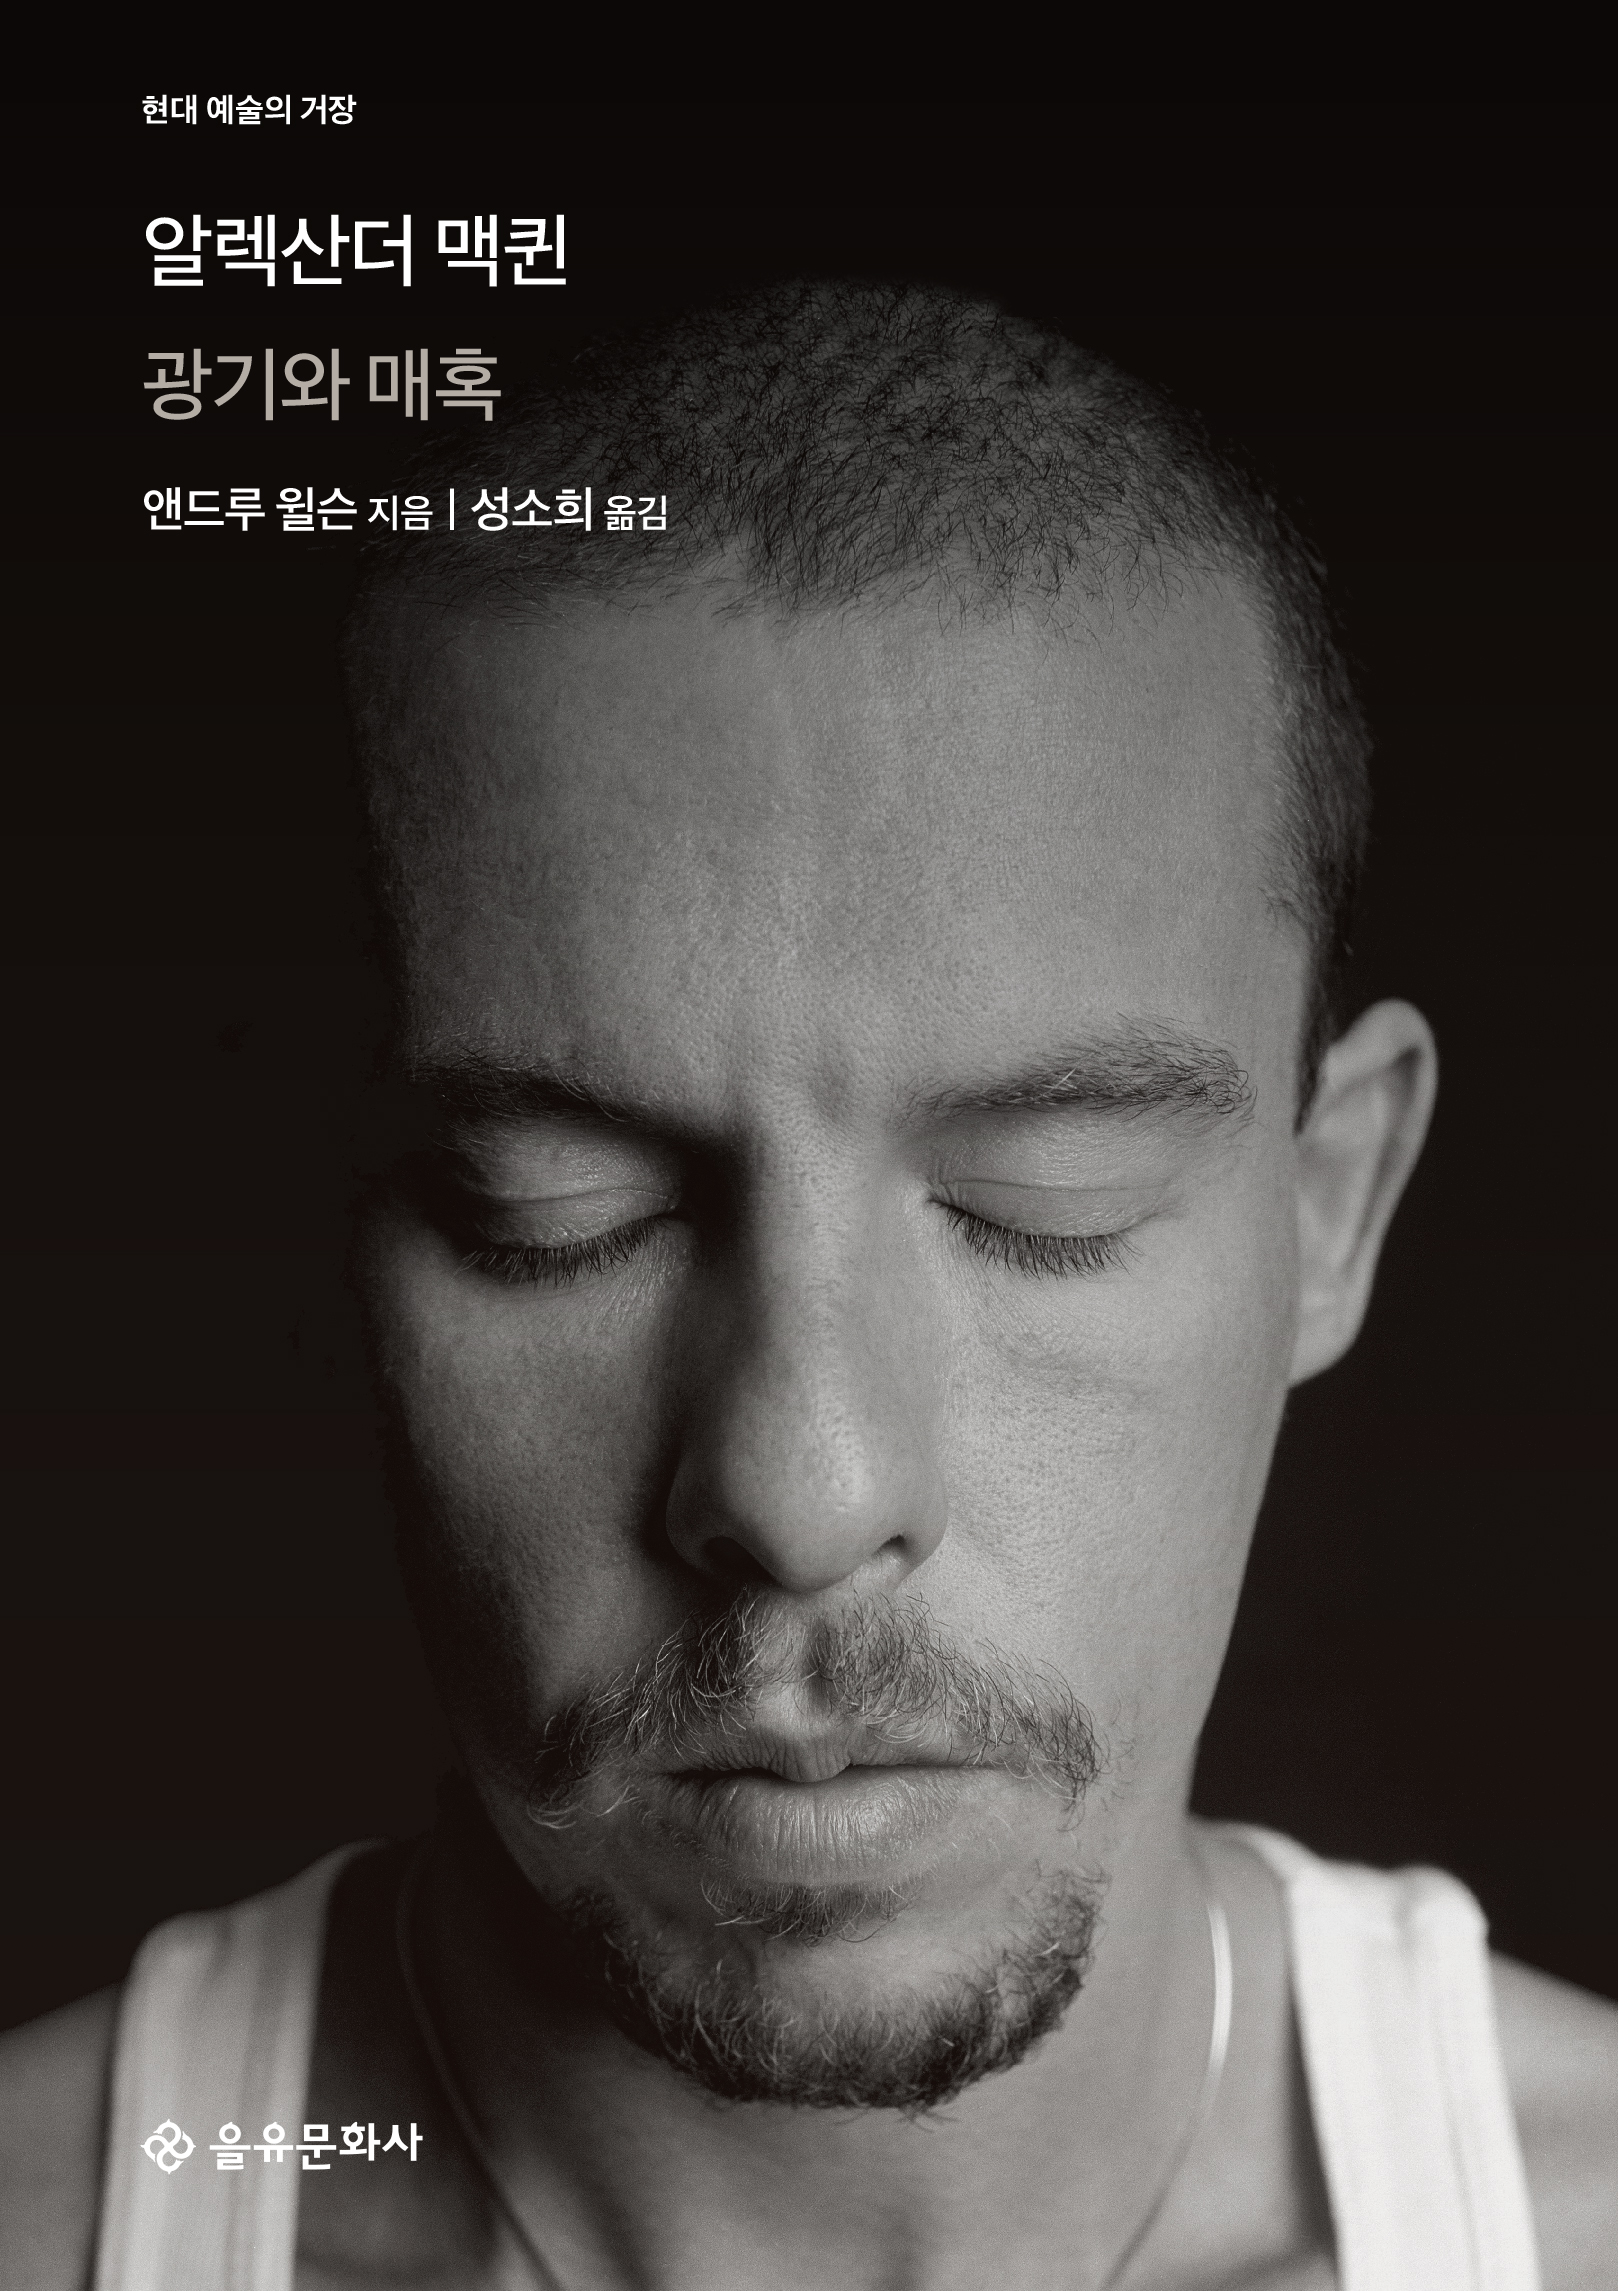 현대 예술의 거장
알렉산더 맥퀸
광기와 매혹
앤드루 윌슨 지음 | 성소희 옮김
을유문화사